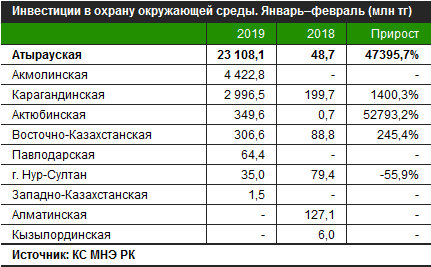 Инвестиции в охрану окружающей среды. Январь–февраль (млн тг)
2019 2018 Прирост
Атырауская 23 108,1 48,7 47395,7%
Акмолинская 4 422,8 - -
Карагандинская 2 996,5 199,7 1400,3%
Актюбинская 349,6 0,7 52793,2%
Восточно-Казахстанская 306,6 88,8 245,4%
Павлодарская 64,4 - -
г. Нур-Султан 35,0 79,4 -55,9%
Западно-Казахстанская 1,5 - -
Алматинская - 127,1 -
Кызылординская - 6,0 -
Источник: КС МНЭ РК